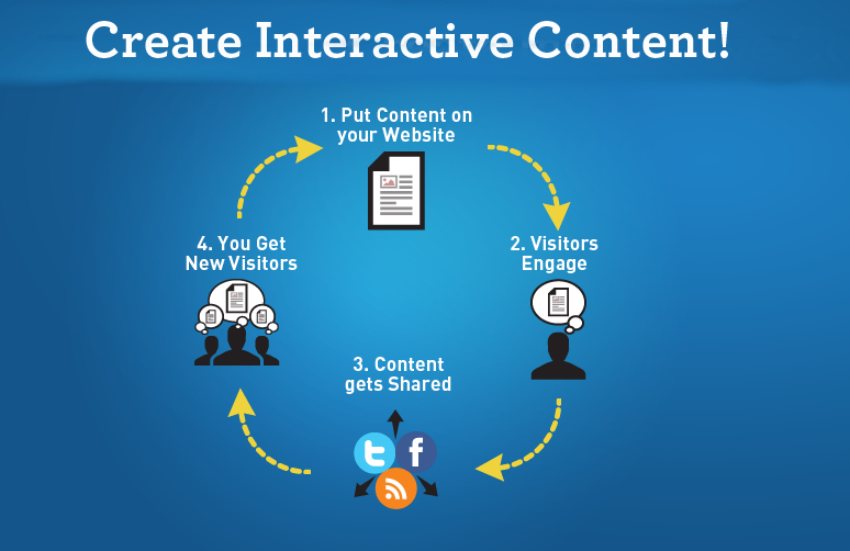 Create Interactive Content!
1. Put Content on
your Website
2. Visitors
Engage
3. Content
gets Shared
4. You Get
New Visitors